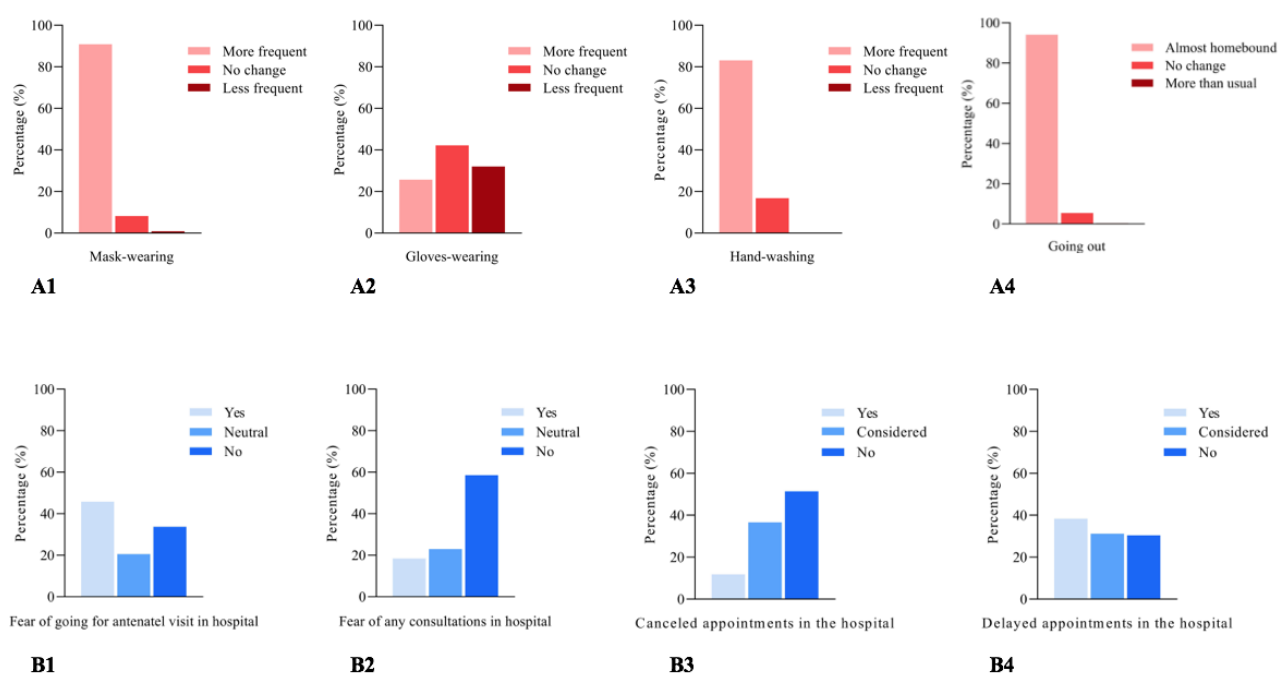 100
80
60
40
20
0
Percentage (%)
More frequent
No change
Less frequent
Mask-wearing
A1
100
80
60
40
20
0
Percentage (%)
More frequent
No change
Less frequent
Gloves-wearing
A2
100
80
60
40
20
0
Percentage (%)
More frequent
No change
Less frequent
Hand-washing
A3
100
80
60
40
20
0
Percentage (%)
Almost homebound
No change
More than usual
Going out
A4
100
80
60
40
20
0
Percentage (%)
Yes
Neutral
No
Fear of going for antenatel visit in hospital
B1
100
80
60
40
20
0
Percentage (%)
Yes
Neutral
No
Fear of any consultations in hospital
B2
100
80
60
40
20
0
Percentage (%)
Yes
Considered
No
Canceled appointments in the hospital
B3
100
80
60
40
20
0
Percentage (%)
Yes
Considered
No
Delayed appointments in the hospital
B4